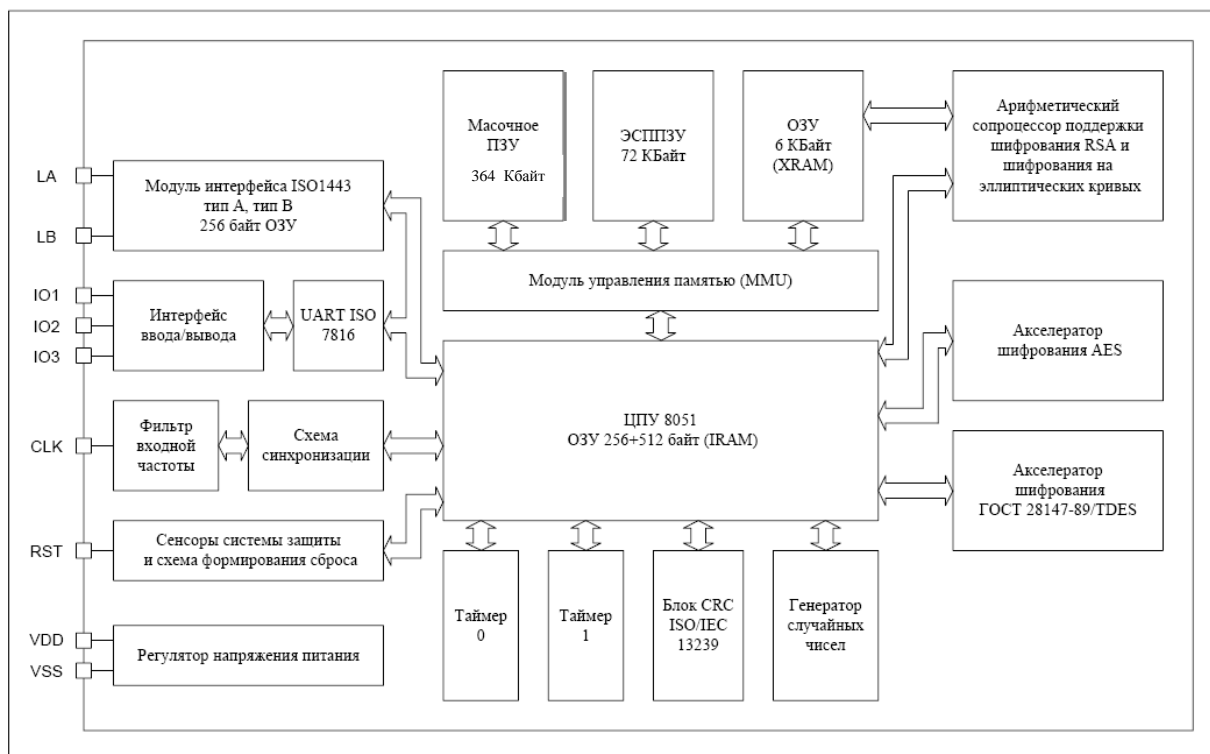 Масочное
ПЗУ
364 Кбайт
ЭСППЗУ
72 КБайт
ОЗУ
6 КБайт
(XRAM)
Арифметический
сопроцессор поддержки
шифрования RSA и
шифрования на
эллиптических кривых
LA
LB
Модуль интерфейса ISO1443
тип A, тип B
256 байт ОЗУ
Модуль управления памятью (MMU)
IO1
IO2
IO3
Интерфейс
ввода/вывода
UART ISO
7816
Акселератор
шифрования AES
ЦПУ 8051
ОЗУ 256+512 байт (IRAM)
CLK
Фильтр
входной
частоты
Схема
синхронизации
Акселератор
шифрования
ГОСТ 28147-89/TDES
RST
Сенсоры системы защиты
и схема формирования сброса
Таймер
0
Таймер
1
Блок CRC
ISO/IEC
13239
Генератор
случайных
чисел
VDD
VSS
Регулятор напряжения питания